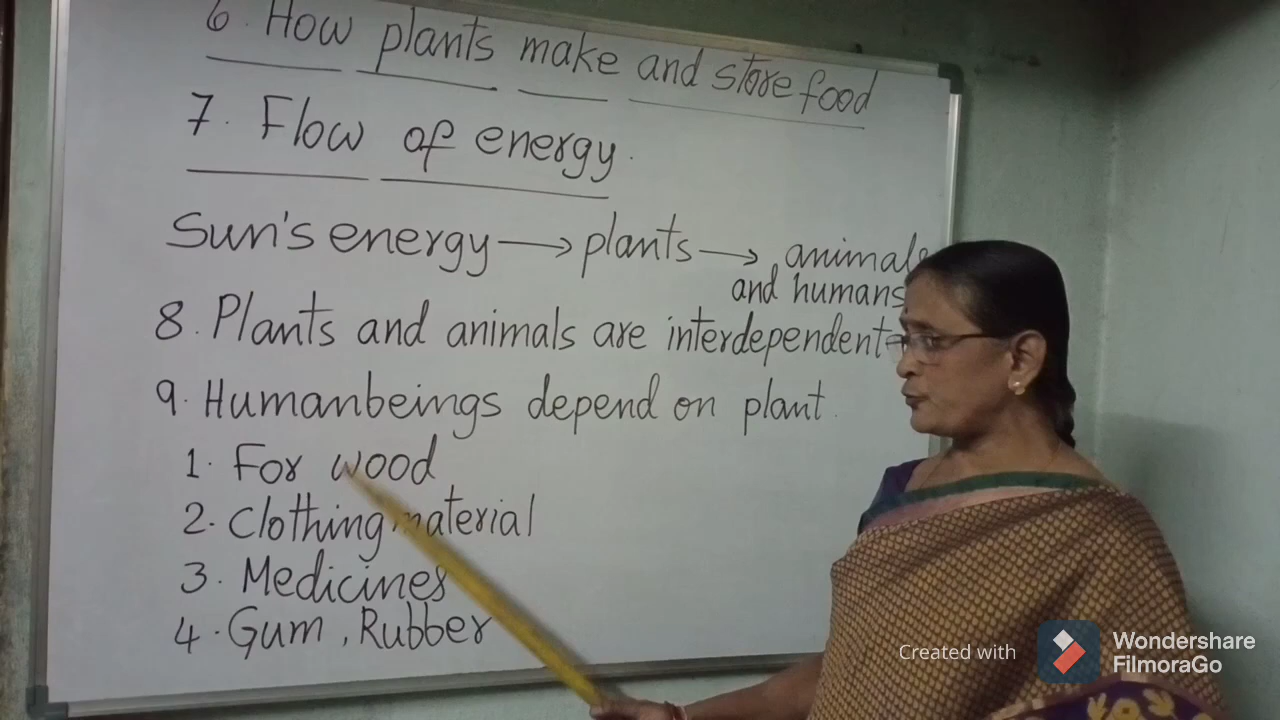 6. How plants make and store food
7. Flow of energy.
Sun's energy → plants → animals
and humans
8. Plants and animals are interdependent
9. Humanbeings depend on plant.
1. For wood
2. Clothing material
3. Medicines
4. Gum, Rubber
Created with Wondershare
FilmoraGo